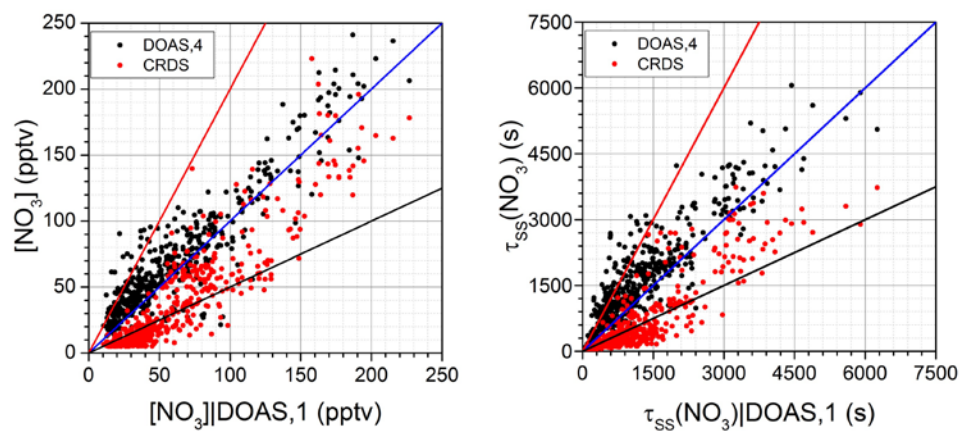 250
200
150
100
50
0
[NO₃] (pptv)
DOAS,4
CRDS
0 50 100 150 200 250
[NO₃]|DOAS,1 (pptv)
7500
6000
4500
3000
1500
0
τSS(NO₃) (s)
DOAS,4
CRDS
0 1500 3000 4500 6000 7500
τSS(NO₃)|DOAS,1 (s)